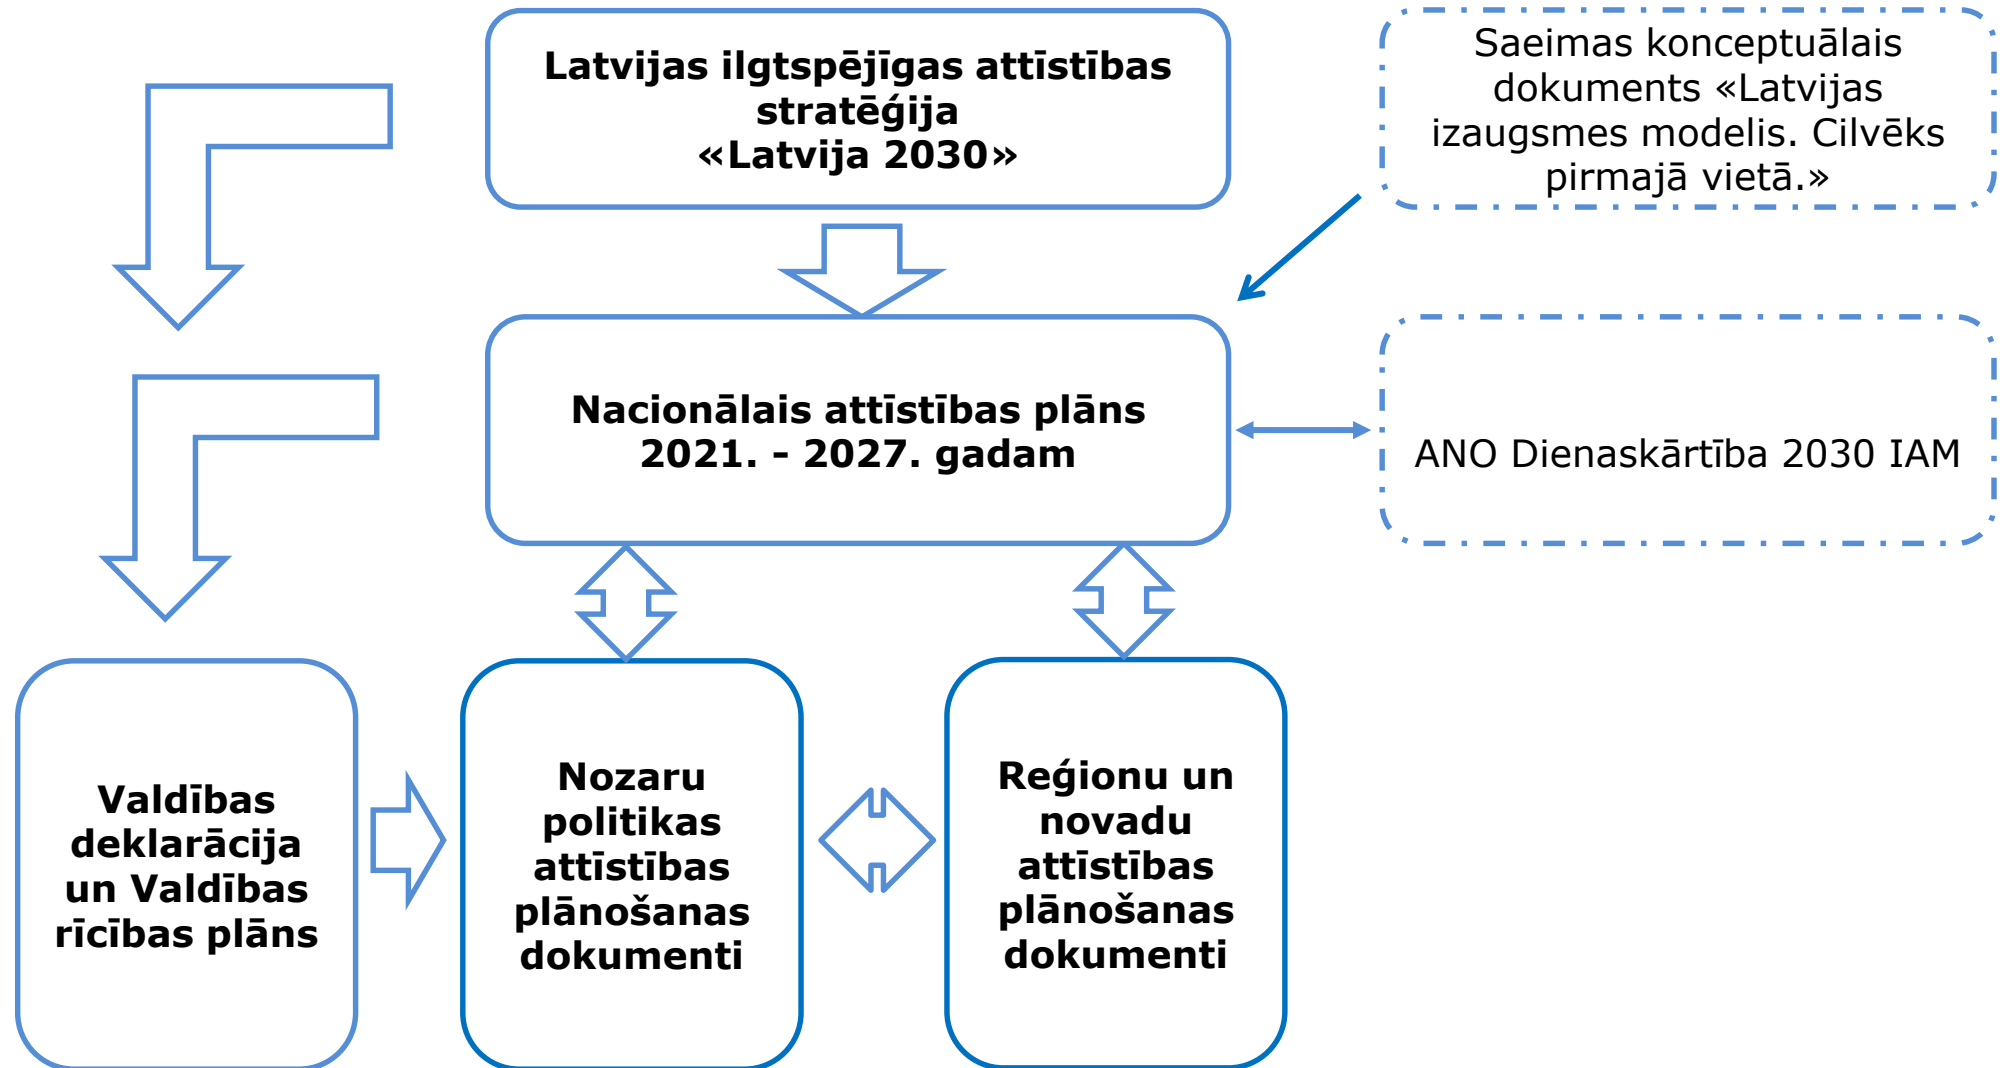 Latvijas ilgtspējīgas attīstības
stratēģija
«Latvija 2030»
Saeimas konceptuālais
dokuments «Latvijas
izaugsmes modelis. Cilvēks
pirmajā vietā.»
Nacionālais attīstības plāns
2021. - 2027. gadam
ANO Dienaskārtība 2030 IAM
Valdības
deklarācija
un Valdības
rīcības plāns
Nozaru
politikas
attīstības
plānošanas
dokumenti
Reģionu un
novadu
attīstības
plānošanas
dokumenti